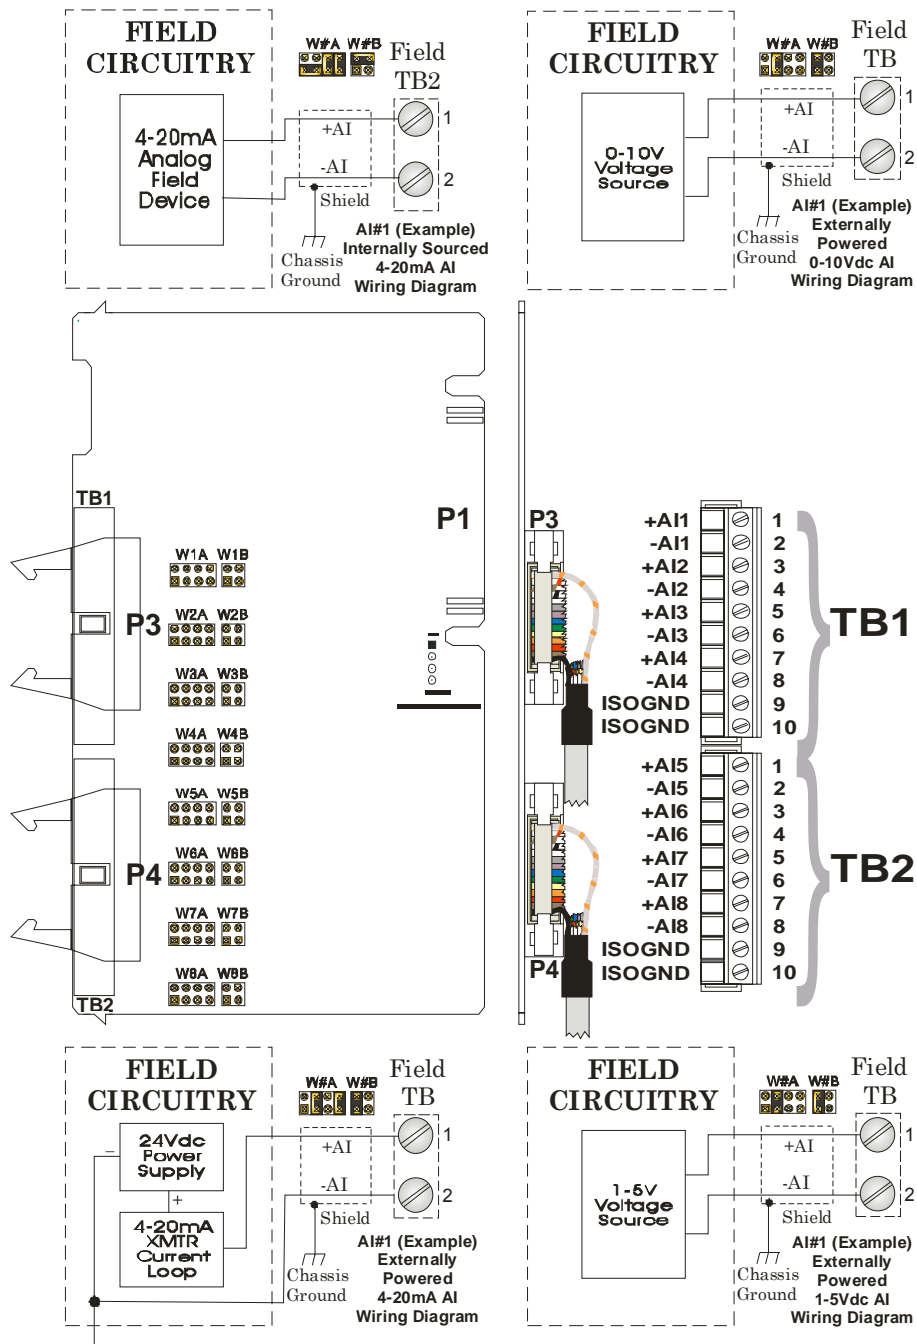 FIELD
CIRCUITRY
W#A W#B
Field
TB2
4-20mA
Analog
Field
Device
+AI
1
-AI
2
Shield
Chassis
Ground
AI#1 (Example)
Internally Sourced
4-20mA AI
Wiring Diagram
FIELD
CIRCUITRY
W#A W#B
Field
TB
0-10V
Voltage
Source
+AI
1
-AI
2
Shield
Chassis
Ground
AI#1 (Example)
Externally
Powered
0-10Vdc AI
Wiring Diagram
TB1
P1
P3
W1A W1B
W2A W2B
W3A W3B
W4A W4B
W5A W5B
P4
W6A W6B
W7A W7B
W8A W8B
TB2
P3
P4
+AI1 1
-AI1 2
+AI2 3
-AI2 4
+AI3 5
-AI3 6
+AI4 7
-AI4 8
ISOGND 9
ISOGND 10
TB1
+AI5 1
-AI5 2
+AI6 3
-AI6 4
+AI7 5
-AI7 6
+AI8 7
-AI8 8
ISOGND 9
ISOGND 10
TB2
FIELD
CIRCUITRY
W#A W#B
Field
TB
24Vdc
Power
Supply
−
+
4-20mA
XMTR
Current
Loop
+AI
1
-AI
2
Shield
Chassis
Ground
AI#1 (Example)
Externally
Powered
4-20mA AI
Wiring Diagram
FIELD
CIRCUITRY
W#A W#B
Field
TB
1-5V
Voltage
Source
+AI
1
-AI
2
Shield
Chassis
Ground
AI#1 (Example)
Externally
Powered
1-5Vdc AI
Wiring Diagram